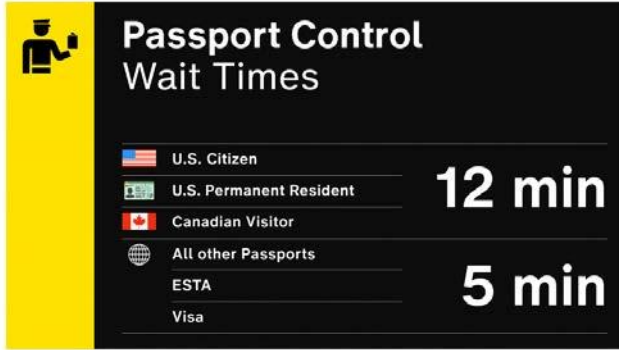 Passport Control
Wait Times
U.S. Citizen
U.S. Permanent Resident
Canadian Visitor
12 min
All other Passports
ESTA
Visa
5 min